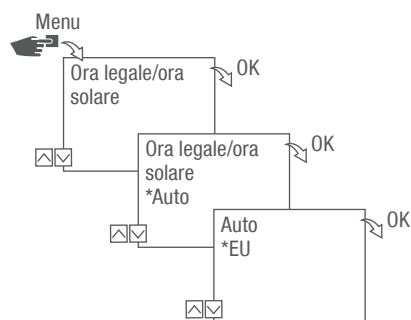 Menu
Ora legale/ora
solare
OK
Ora legale/ora
solare
*Auto
OK
Auto
*EU
OK